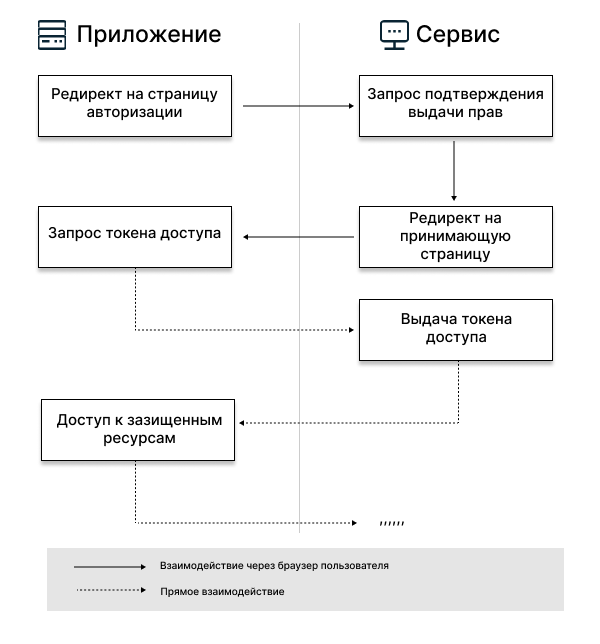 Приложение
Сервис
Редирект на страницу
авторизации
Запрос подтверждения
выдачи прав
Запрос токена доступа
Редирект на
принимающую
страницу
Выдача токена
доступа
Доступ к зазищенным
ресурсам
,,,,,,
Взаимодействие через браузер пользователя
Прямое взаимодействие